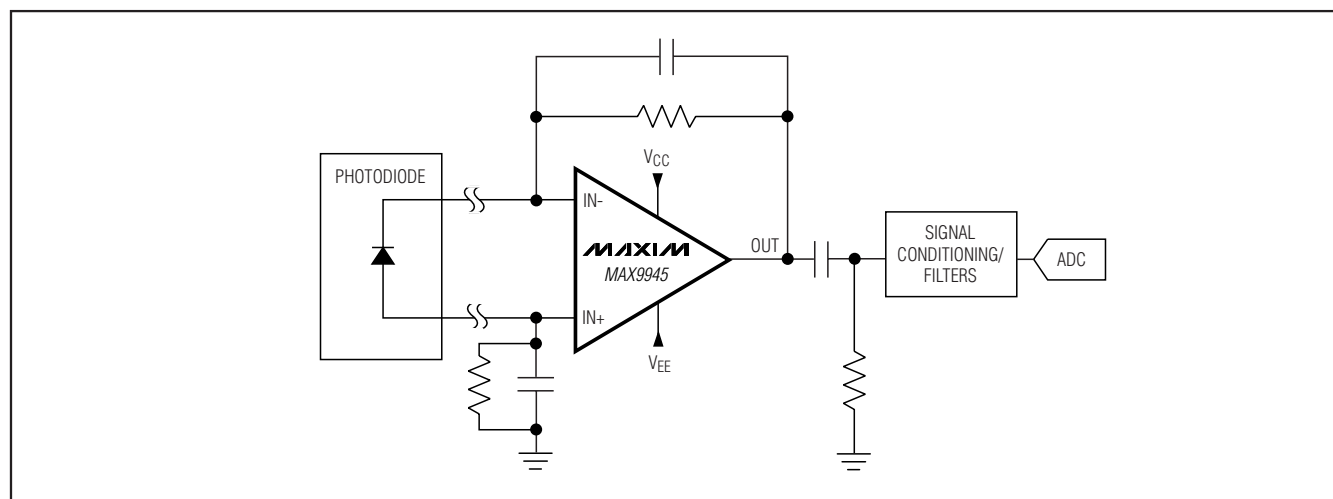 PHOTODIODE
VCC
IN-
MAXIM
MAX9945
OUT
IN+
VEE
SIGNAL
CONDITIONING/
FILTERS
ADC